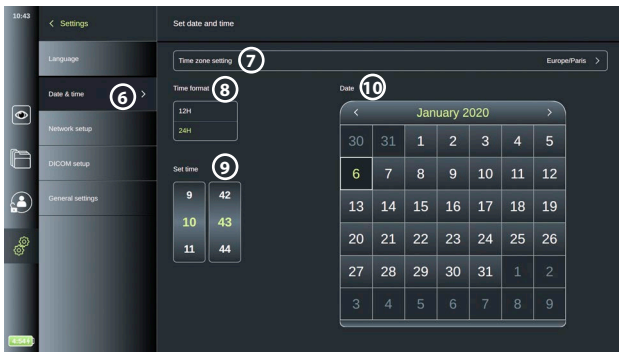 10:43
Settings
Set date and time
Language
Time zone setting
7
Europe/Paris
Date & time
6
Time format
8
Date
10
12H
24H
January 2020
Network setup
30 31 1 2 3 4 5
DICOM setup
Set time
9
6 7 8 9 10 11 12
General settings
9 42
10 43
11 44
13 14 15 16 17 18 19
20 21 22 23 24 25 26
27 28 29 30 31 1 2
3 4 5 6 7 8 9